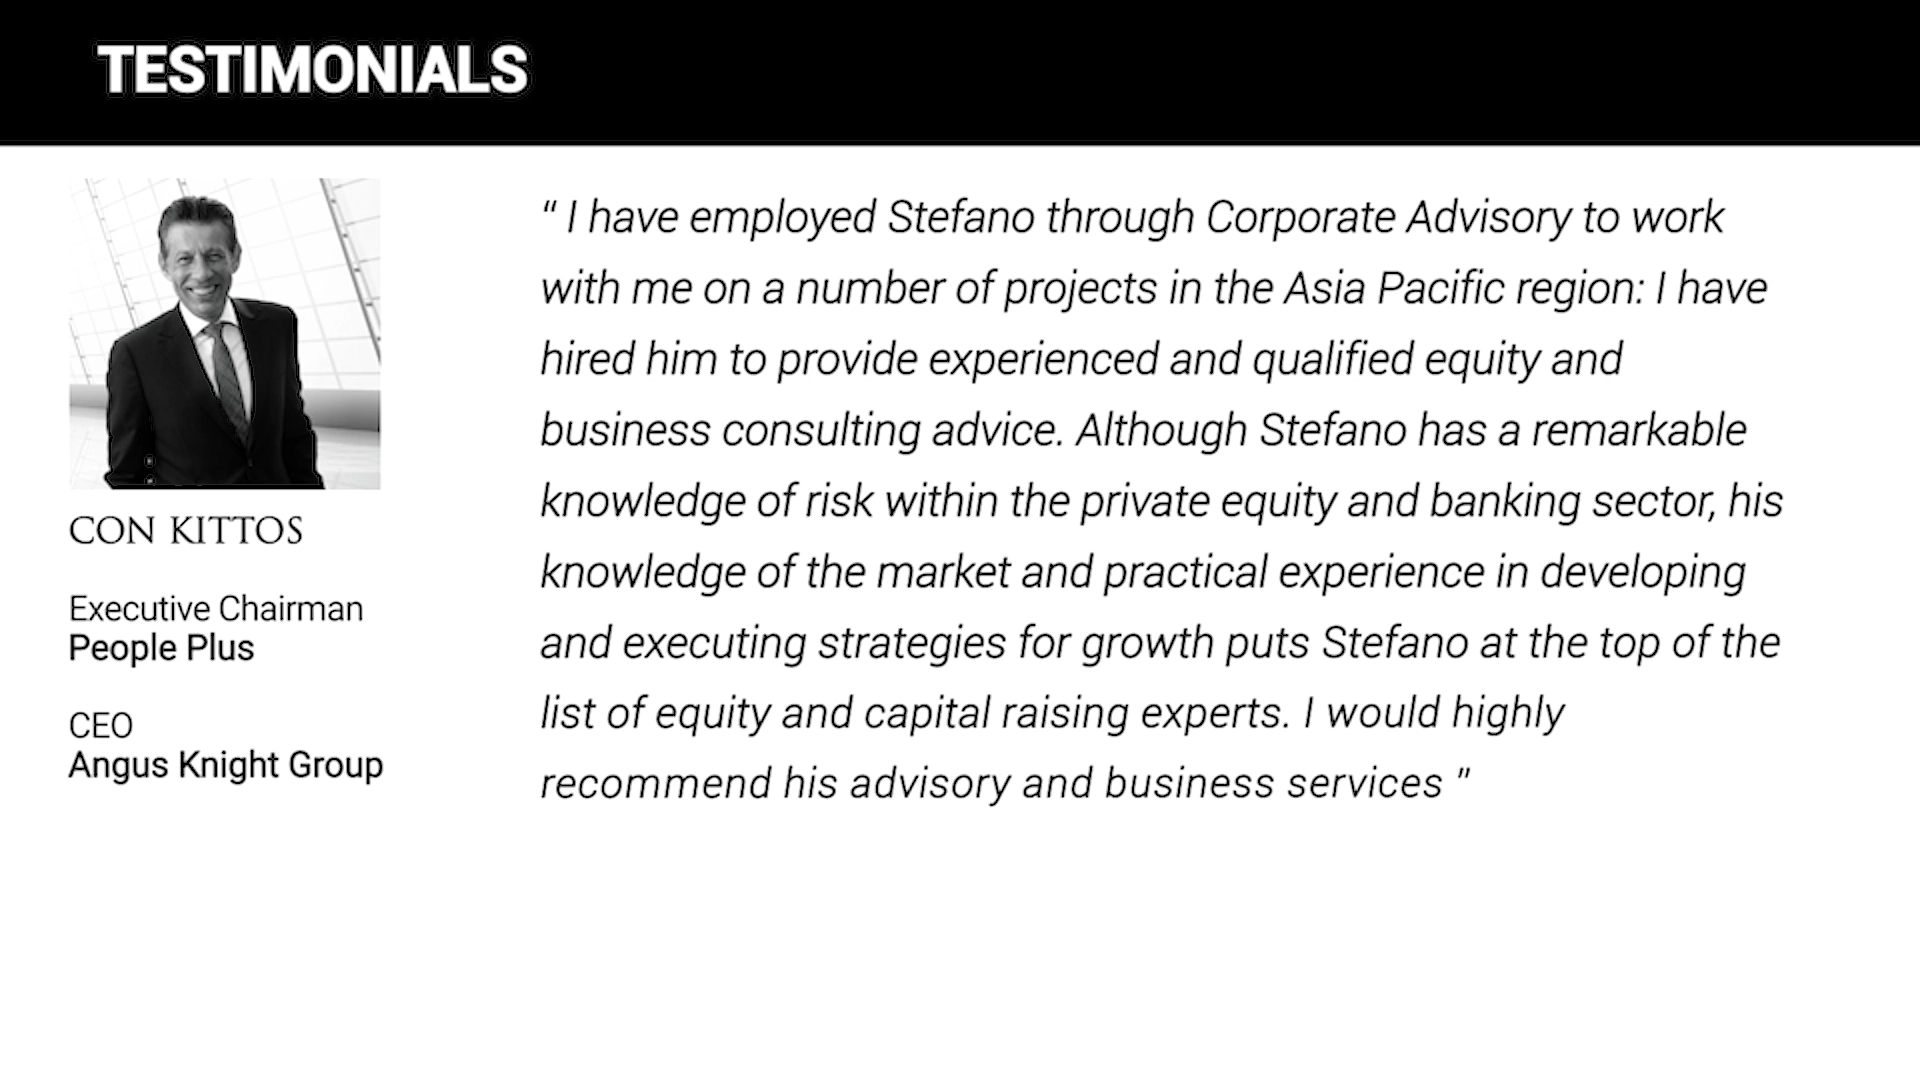 TESTIMONIALS
CON KITTOS
Executive Chairman
People Plus
CEO
Angus Knight Group
“ I have employed Stefano through Corporate Advisory to work
with me on a number of projects in the Asia Pacific region: I have
hired him to provide experienced and qualified equity and
business consulting advice. Although Stefano has a remarkable
knowledge of risk within the private equity and banking sector, his
knowledge of the market and practical experience in developing
and executing strategies for growth puts Stefano at the top of the
list of equity and capital raising experts. I would highly
recommend his advisory and business services ”